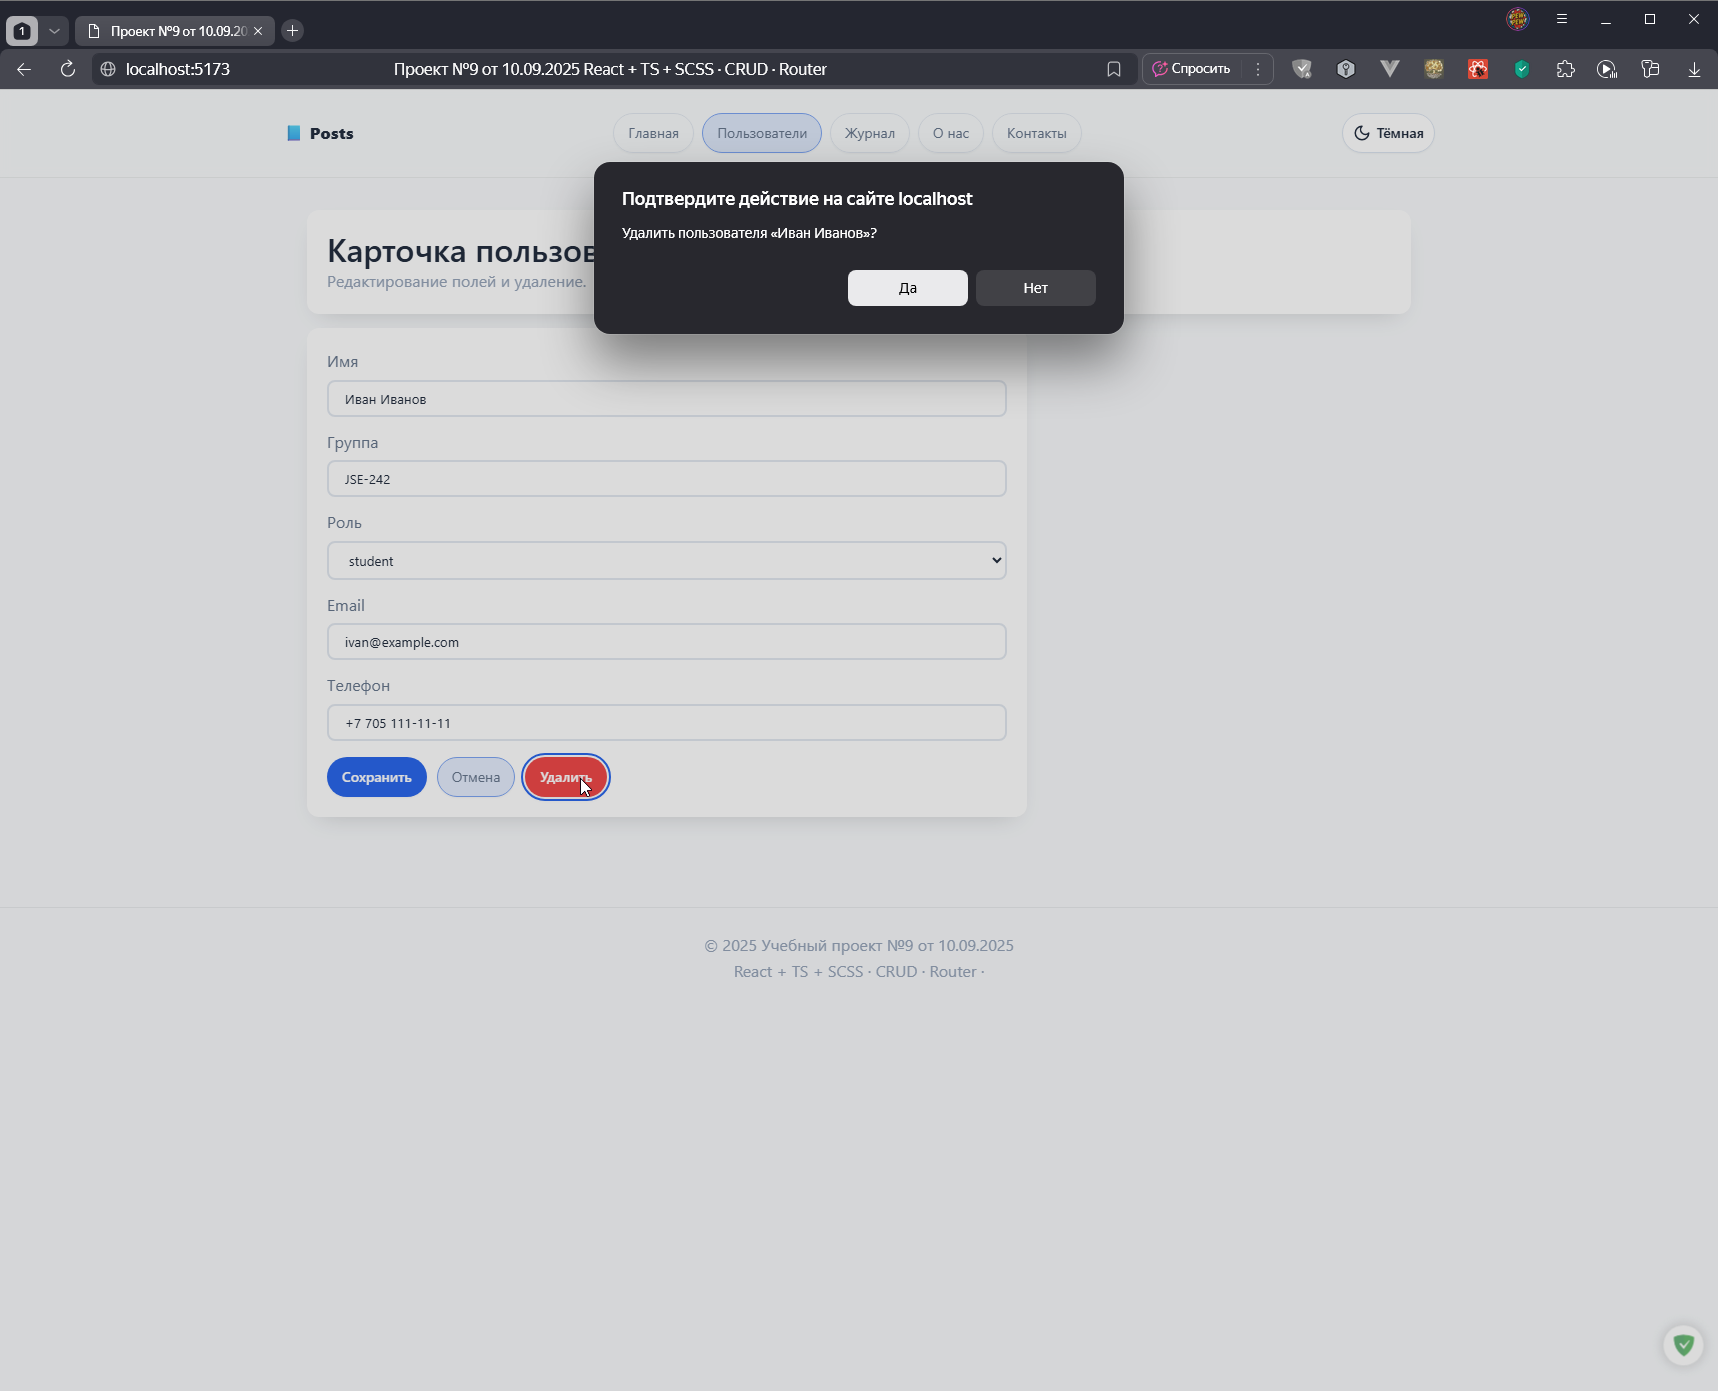 1
Проект №9 от 10.09.20
localhost:5173
Проект №9 от 10.09.2025 React + TS + SCSS · CRUD · Router
Спросить
Posts
Главная
Пользователи
Журнал
О нас
Контакты
Тёмная
Подтвердите действие на сайте localhost
Удалить пользователя «Иван Иванов»?
Да
Нет
Карточка пользов
Редактирование полей и удаление.
Имя
Иван Иванов
Группа
JSE-242
Роль
student
Email
ivan@example.com
Телефон
+7 705 111-11-11
Сохранить
Отмена
Удалить
© 2025 Учебный проект №9 от 10.09.2025
React + TS + SCSS · CRUD · Router ·